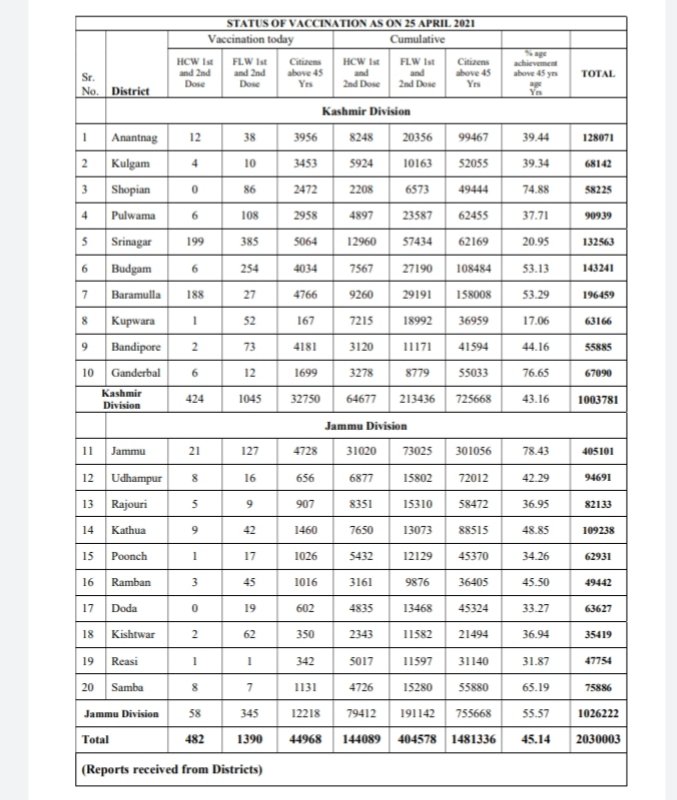 STATUS OF VACCINATION AS ON 25 APRIL 2021
Vaccination today Cumulative
Sr. No. District HCW 1st and 2nd Dose FLW 1st and 2nd Dose Citizens above 45 Yrs HCW 1st and 2nd Dose FLW 1st and 2nd Dose Citizens above 45 Yrs % age achievement above 45 yrs age Yrs TOTAL
Kashmir Division
1 Anantnag 12 38 3956 8248 20356 99467 39.44 128071
2 Kulgam 4 10 3453 5924 10163 52055 39.34 68142
3 Shopian 0 86 2472 2208 6573 49444 74.88 58225
4 Pulwama 6 108 2958 4897 23587 62455 37.71 90939
5 Srinagar 199 385 5064 12960 57434 62169 20.95 132563
6 Budgam 6 254 4034 7567 27190 108484 53.13 143241
7 Baramulla 188 27 4766 9260 29191 158008 53.29 196459
8 Kupwara 1 52 167 7215 18992 36959 17.06 63166
9 Bandipore 2 73 4181 3120 11171 41594 44.16 55885
10 Ganderbal 6 12 1699 3278 8779 55033 76.65 67090
Kashmir Division 424 1045 32750 64677 213436 725668 43.16 1003781
Jammu Division
11 Jammu 21 127 4728 31020 73025 301056 78.43 405101
12 Udhampur 8 16 656 6877 15802 72012 42.29 94691
13 Rajouri 5 9 907 8351 15310 58472 36.95 82133
14 Kathua 9 42 1460 7650 13073 88515 48.85 109238
15 Poonch 1 17 1026 5432 12129 45370 34.26 62931
16 Ramban 3 45 1016 3161 9876 36405 45.50 49442
17 Doda 0 19 602 4835 13468 45324 33.27 63627
18 Kishtwar 2 62 350 2343 11582 21494 36.94 35419
19 Reasi 1 1 342 5017 11597 31140 31.87 47754
20 Samba 8 7 1131 4726 15280 55880 65.19 75886
Jammu Division 58 345 12218 79412 191142 755668 55.57 1026222
Total 482 1390 44968 144089 404578 1481336 45.14 2030003
(Reports received from Districts)